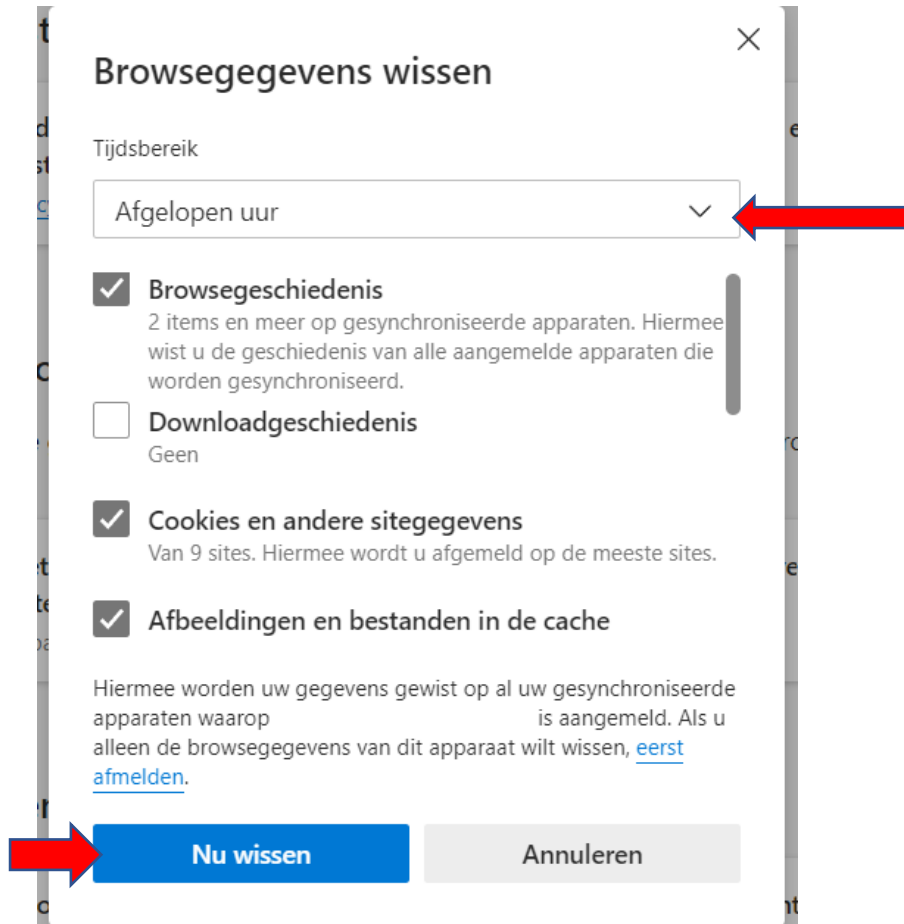 Browsegegevens wissen
Tijdsbereik
Afgelopen uur
Browsegeschiedenis
2 items en meer op gesynchroniseerde apparaten. Hiermee
wist u de geschiedenis van alle aangemelde apparaten die
worden gesynchroniseerd.
Downloadgeschiedenis
Geen
Cookies en andere sitegegevens
Van 9 sites. Hiermee wordt u afgemeld op de meeste sites.
Afbeeldingen en bestanden in de cache
Hiermee worden uw gegevens gewist op al uw gesynchroniseerde
apparaten waarop is aangemeld. Als u
alleen de browsegegevens van dit apparaat wilt wissen, eerst
afmelden.
Nu wissen
Annuleren